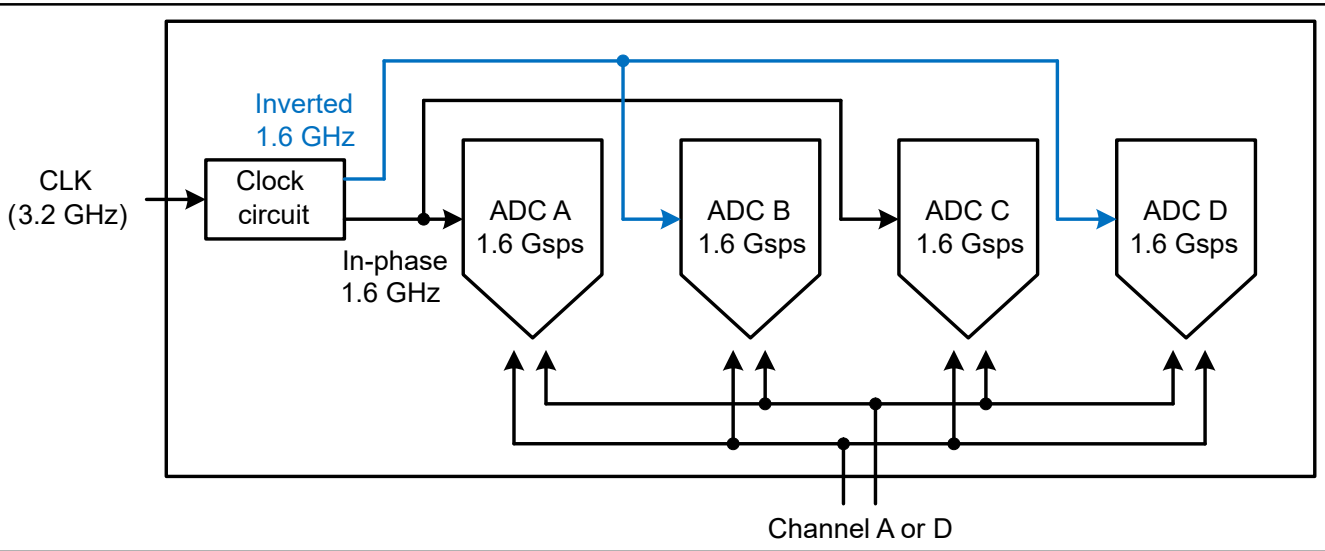 Inverted
1.6 GHz
CLK
(3.2 GHz)
Clock
circuit
In-phase
1.6 GHz
ADC A
1.6 Gsps
ADC B
1.6 Gsps
ADC C
1.6 Gsps
ADC D
1.6 Gsps
Channel A or D